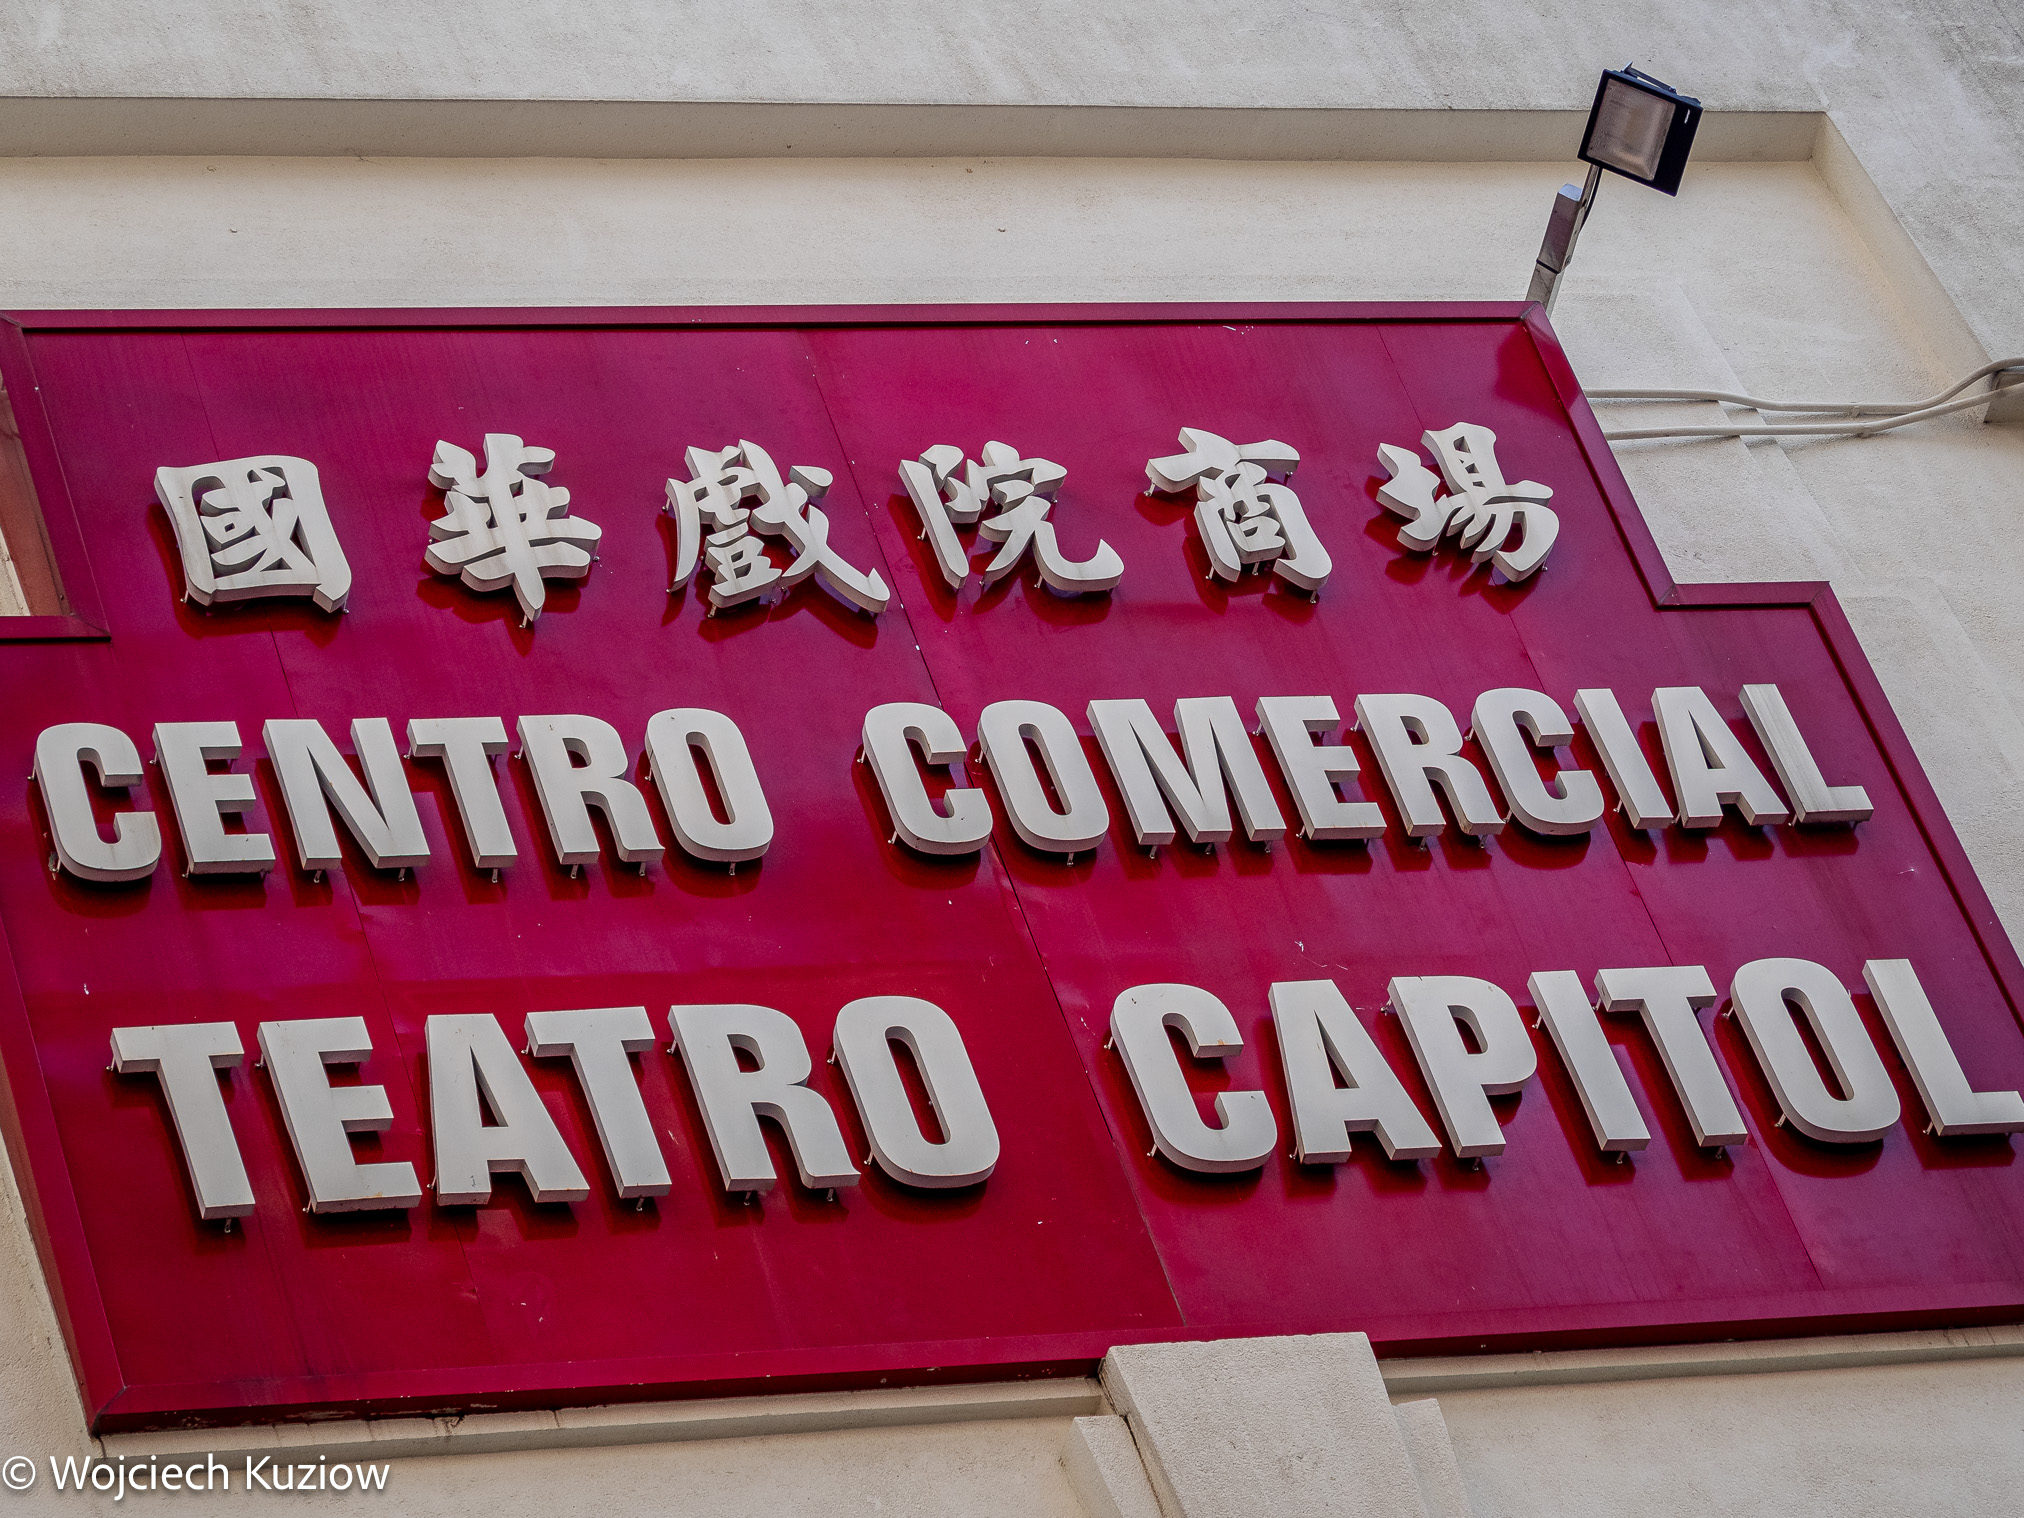 國華戲院商場
CENTRO COMERCIAL
TEATRO CAPITOL
© Wojciech Kuziow